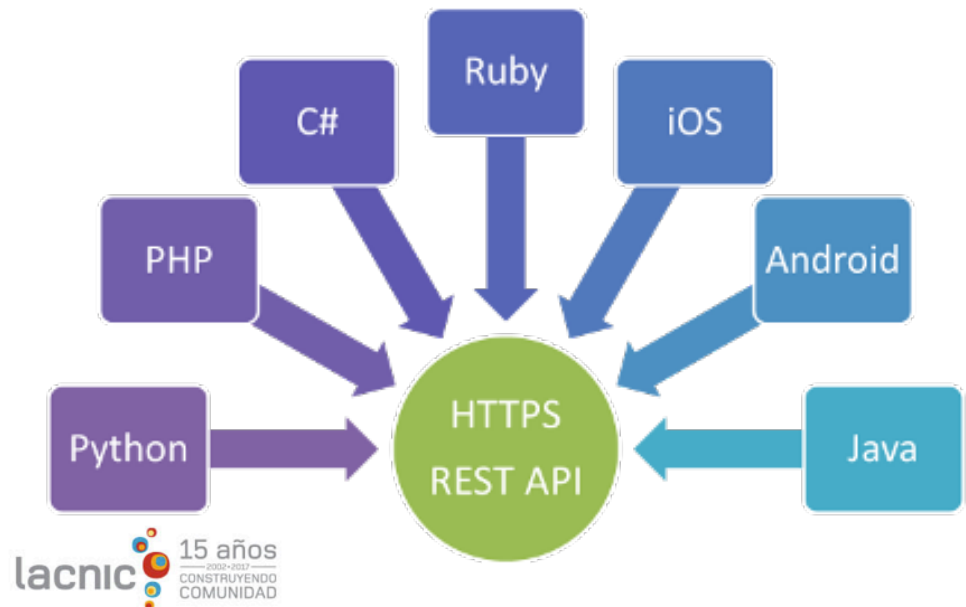 Ruby
C#
iOS
PHP
Android
HTTPS
REST API
Python
Java
lacnic
15 años
2002-2017
CONSTRUYENDO
COMUNIDAD